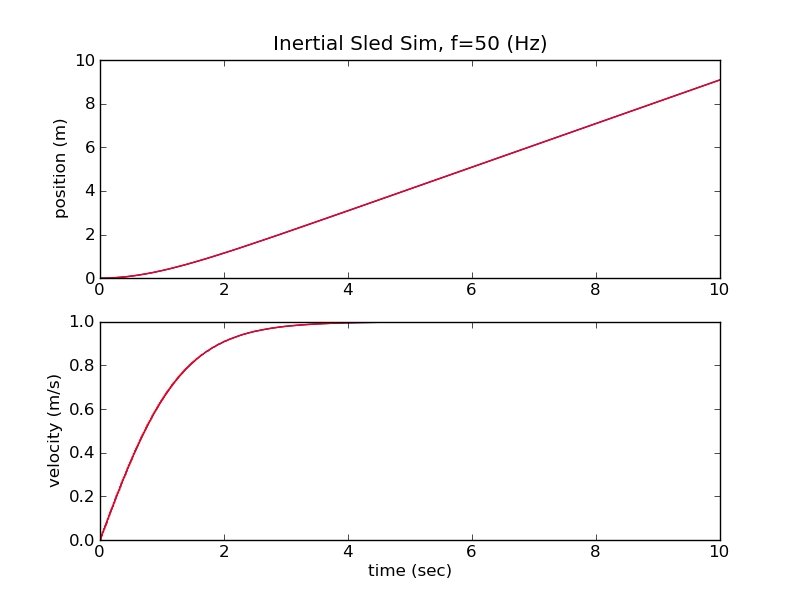 Inertial Sled Sim, f=50 (Hz)
10
8
6
4
2
0
position (m)
0 2 4 6 8 10
1.0
0.8
0.6
0.4
0.2
0.0
velocity (m/s)
0 2 4 6 8 10
time (sec)